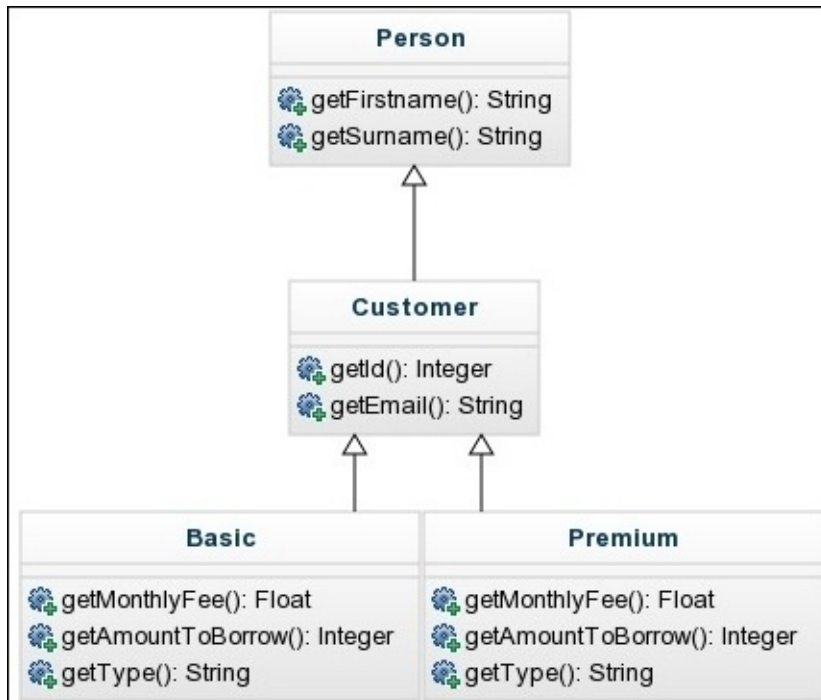 Person
getFirstname(): String
getSurname(): String
Customer
getId(): Integer
getEmail(): String
Basic
getMonthlyFee(): Float
getAmountToBorrow(): Integer
getType(): String
Premium
getMonthlyFee(): Float
getAmountToBorrow(): Integer
getType(): String